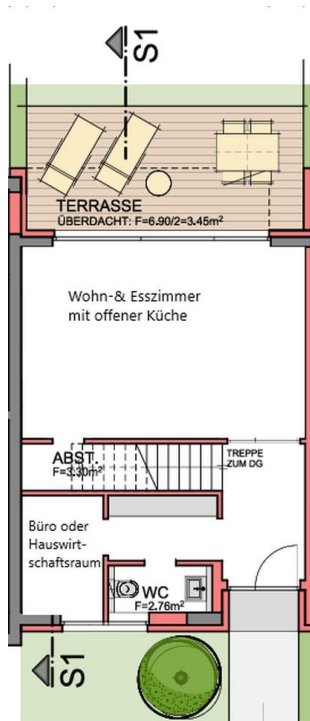 S1
TERRASSE
ÜBERDACHT: F=6.90/2=3.45m²
Wohn-& Esszimmer
mit offener Küche
ABST.
F=3.30m²
TREPPE
ZUM DG
Büro oder
Hauswirt-
schaftsraum
WC
F=2.76m²
S1